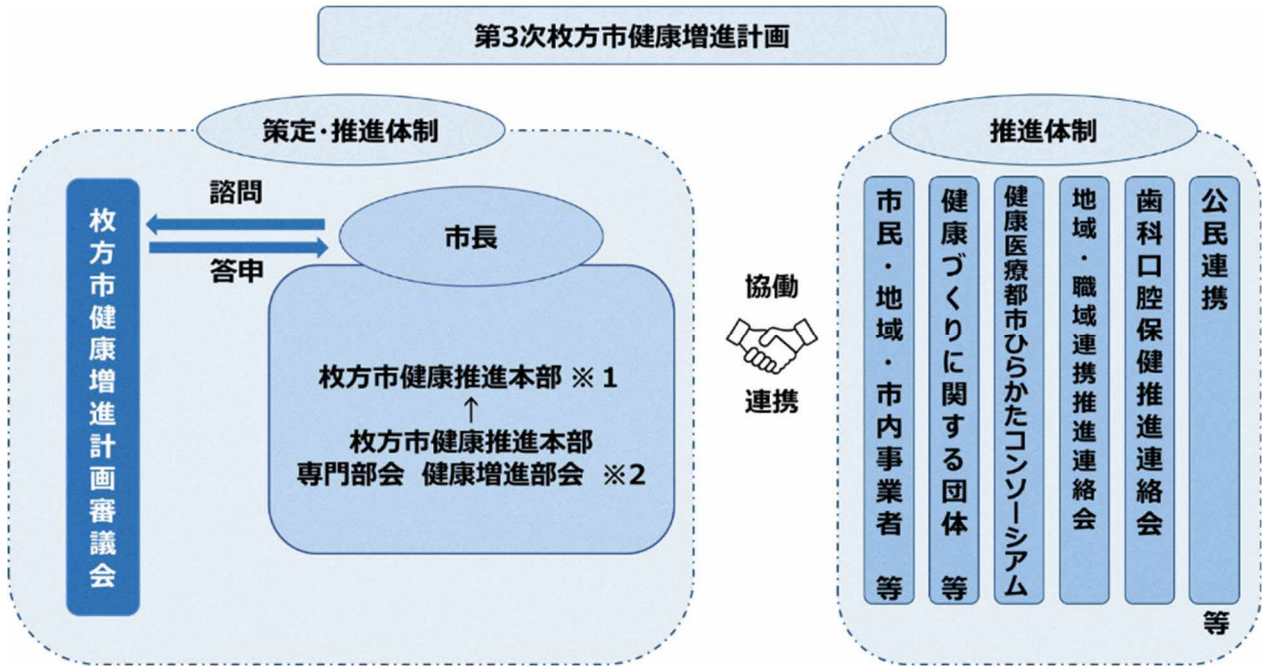 第3次枚方市健康増進計画
策定・推進体制
枚方市健康増進計画審議会
諮問
答申
市長
枚方市健康推進本部 ※1
↑
枚方市健康推進本部
専門部会 健康増進部会 ※2
協働
連携
推進体制
市民・地域・市内事業者 等
健康づくりに関する団体 等
健康医療都市ひらかたコンソーシアム
地域・職域連携推進連絡会
歯科口腔保健推進連絡会
公民連携
等